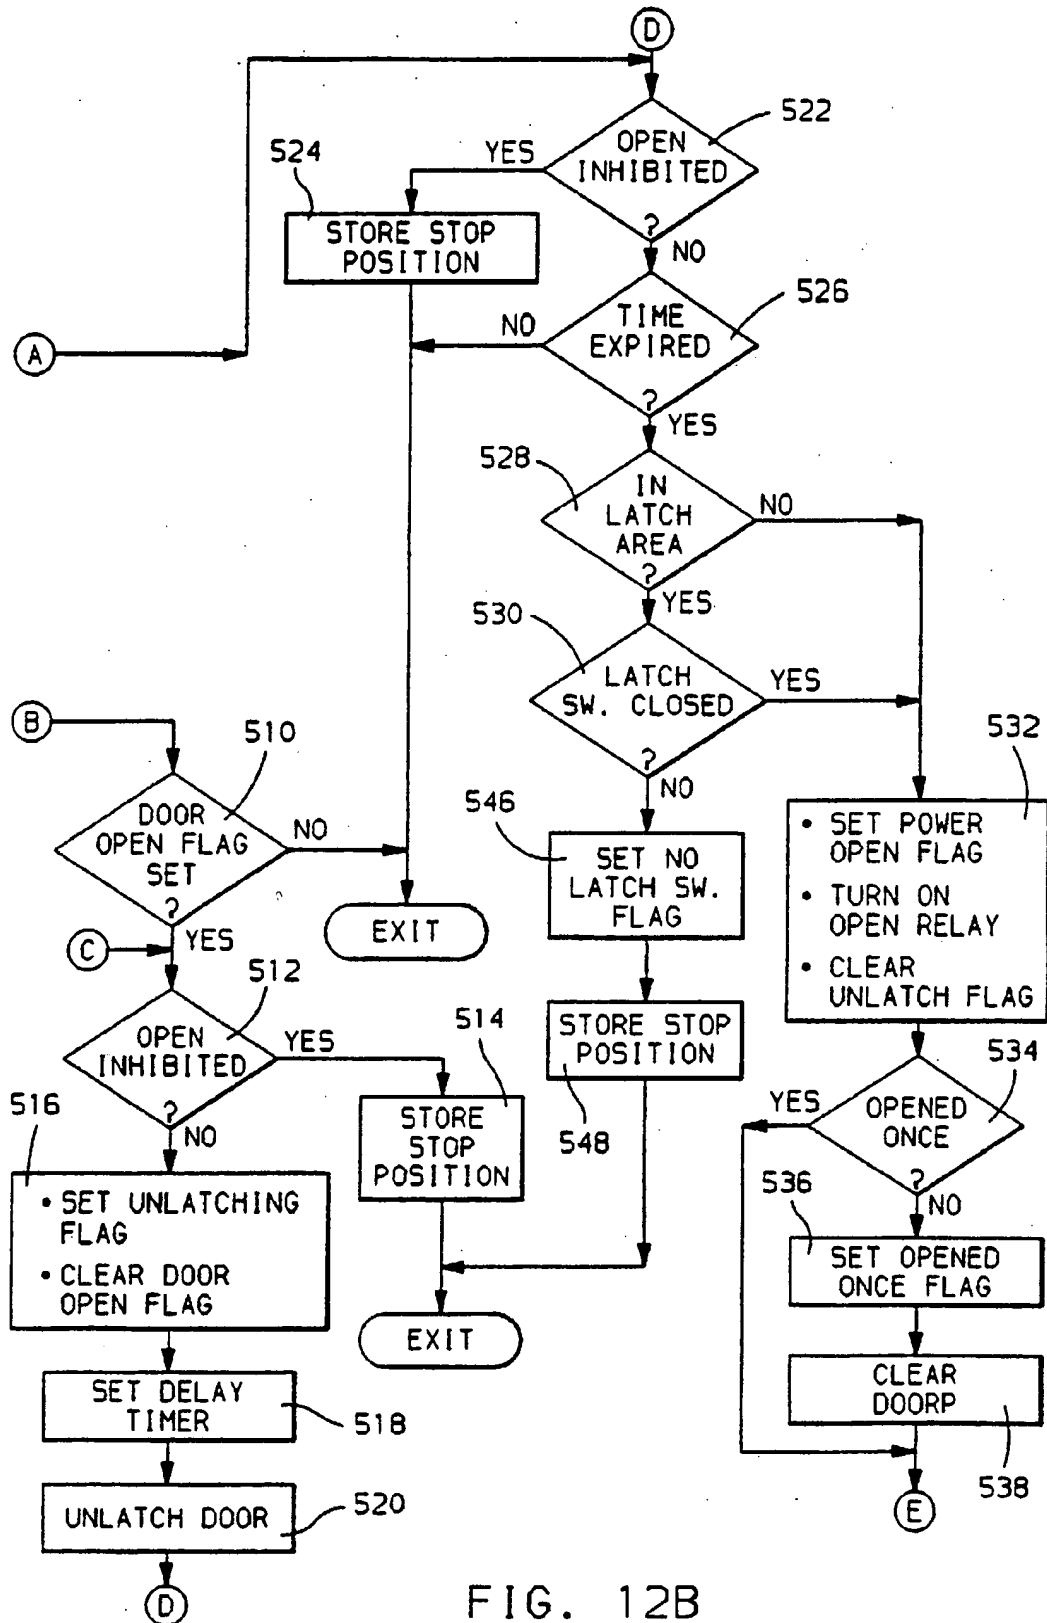 D
522
OPEN
INHIBITED
?
YES
NO
524
STORE STOP
POSITION
526
TIME
EXPIRED
?
NO
YES
A
528
IN
LATCH
AREA
?
NO
YES
530
LATCH
SW. CLOSED
?
YES
NO
B
510
DOOR
OPEN FLAG
SET
?
NO
YES
EXIT
C
512
OPEN
INHIBITED
?
YES
NO
514
STORE
STOP
POSITION
516
• SET UNLATCHING
FLAG
• CLEAR DOOR
OPEN FLAG
546
SET NO
LATCH SW.
FLAG
STORE STOP
POSITION
548
EXIT
532
• SET POWER
OPEN FLAG
• TURN ON
OPEN RELAY
• CLEAR
UNLATCH FLAG
534
OPENED
ONCE
?
YES
NO
536
SET OPENED
ONCE FLAG
CLEAR
DOORP
538
E
SET DELAY
TIMER
518
UNLATCH DOOR
520
D
FIG. 12B